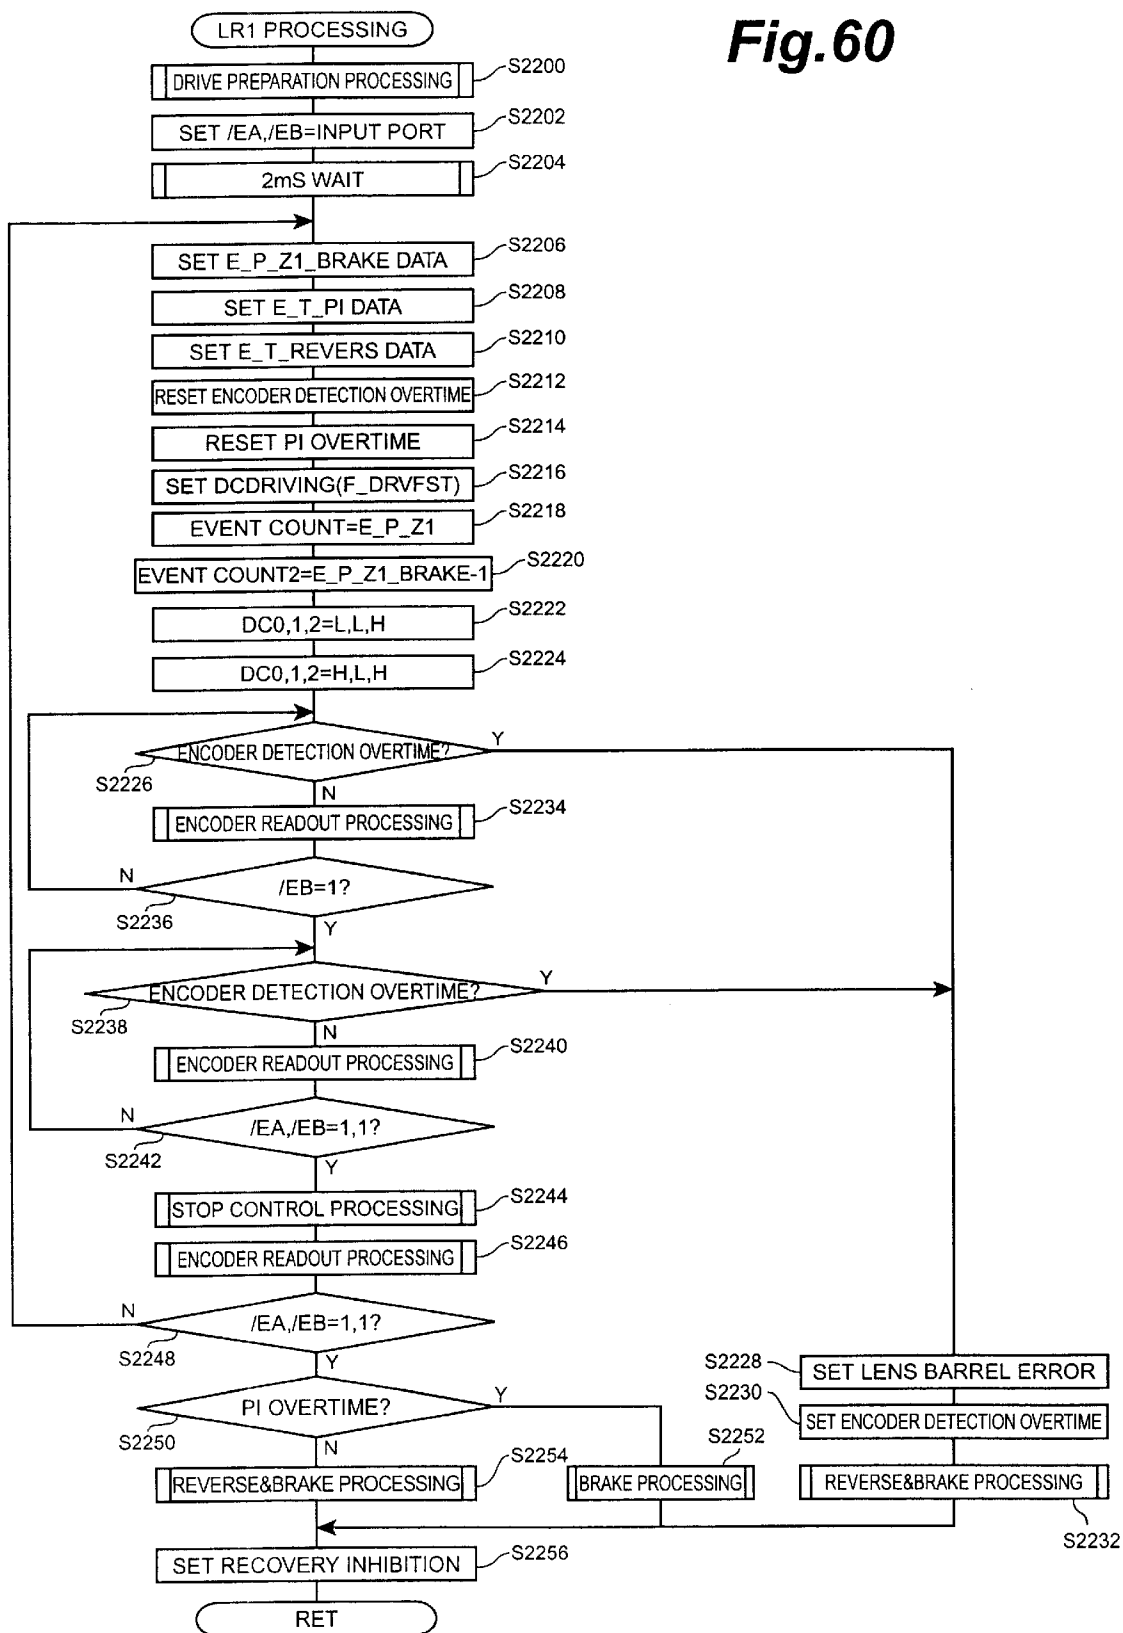 Fig.60
LR1 PROCESSING
DRIVE PREPARATION PROCESSING
S2200
SET /EA,/EB=INPUT PORT
S2202
2mS WAIT
S2204
SET E_P_Z1_BRAKE DATA
S2206
SET E_T_PI DATA
S2208
SET E_T_REVERS DATA
S2210
RESET ENCODER DETECTION OVERTIME
S2212
RESET PI OVERTIME
S2214
SET DCDRIVING(F_DRVFST)
S2216
EVENT COUNT=E_P_Z1
S2218
EVENT COUNT2=E_P_Z1_BRAKE-1
S2220
DC0,1,2=L,L,H
S2222
DC0,1,2=H,L,H
S2224
ENCODER DETECTION OVERTIME?
Y
S2226
N
ENCODER READOUT PROCESSING
S2234
N
/EB=1?
S2236
Y
ENCODER DETECTION OVERTIME?
Y
S2238
N
ENCODER READOUT PROCESSING
S2240
N
/EA,/EB=1,1?
S2242
Y
STOP CONTROL PROCESSING
S2244
ENCODER READOUT PROCESSING
S2246
N
/EA,/EB=1,1?
S2248
Y
S2228
SET LENS BARREL ERROR
PI OVERTIME?
Y
S2230
SET ENCODER DETECTION OVERTIME
S2250
N
REVERSE&BRAKE PROCESSING
S2254
S2252
BRAKE PROCESSING
REVERSE&BRAKE PROCESSING
S2232
SET RECOVERY INHIBITION
S2256
RET